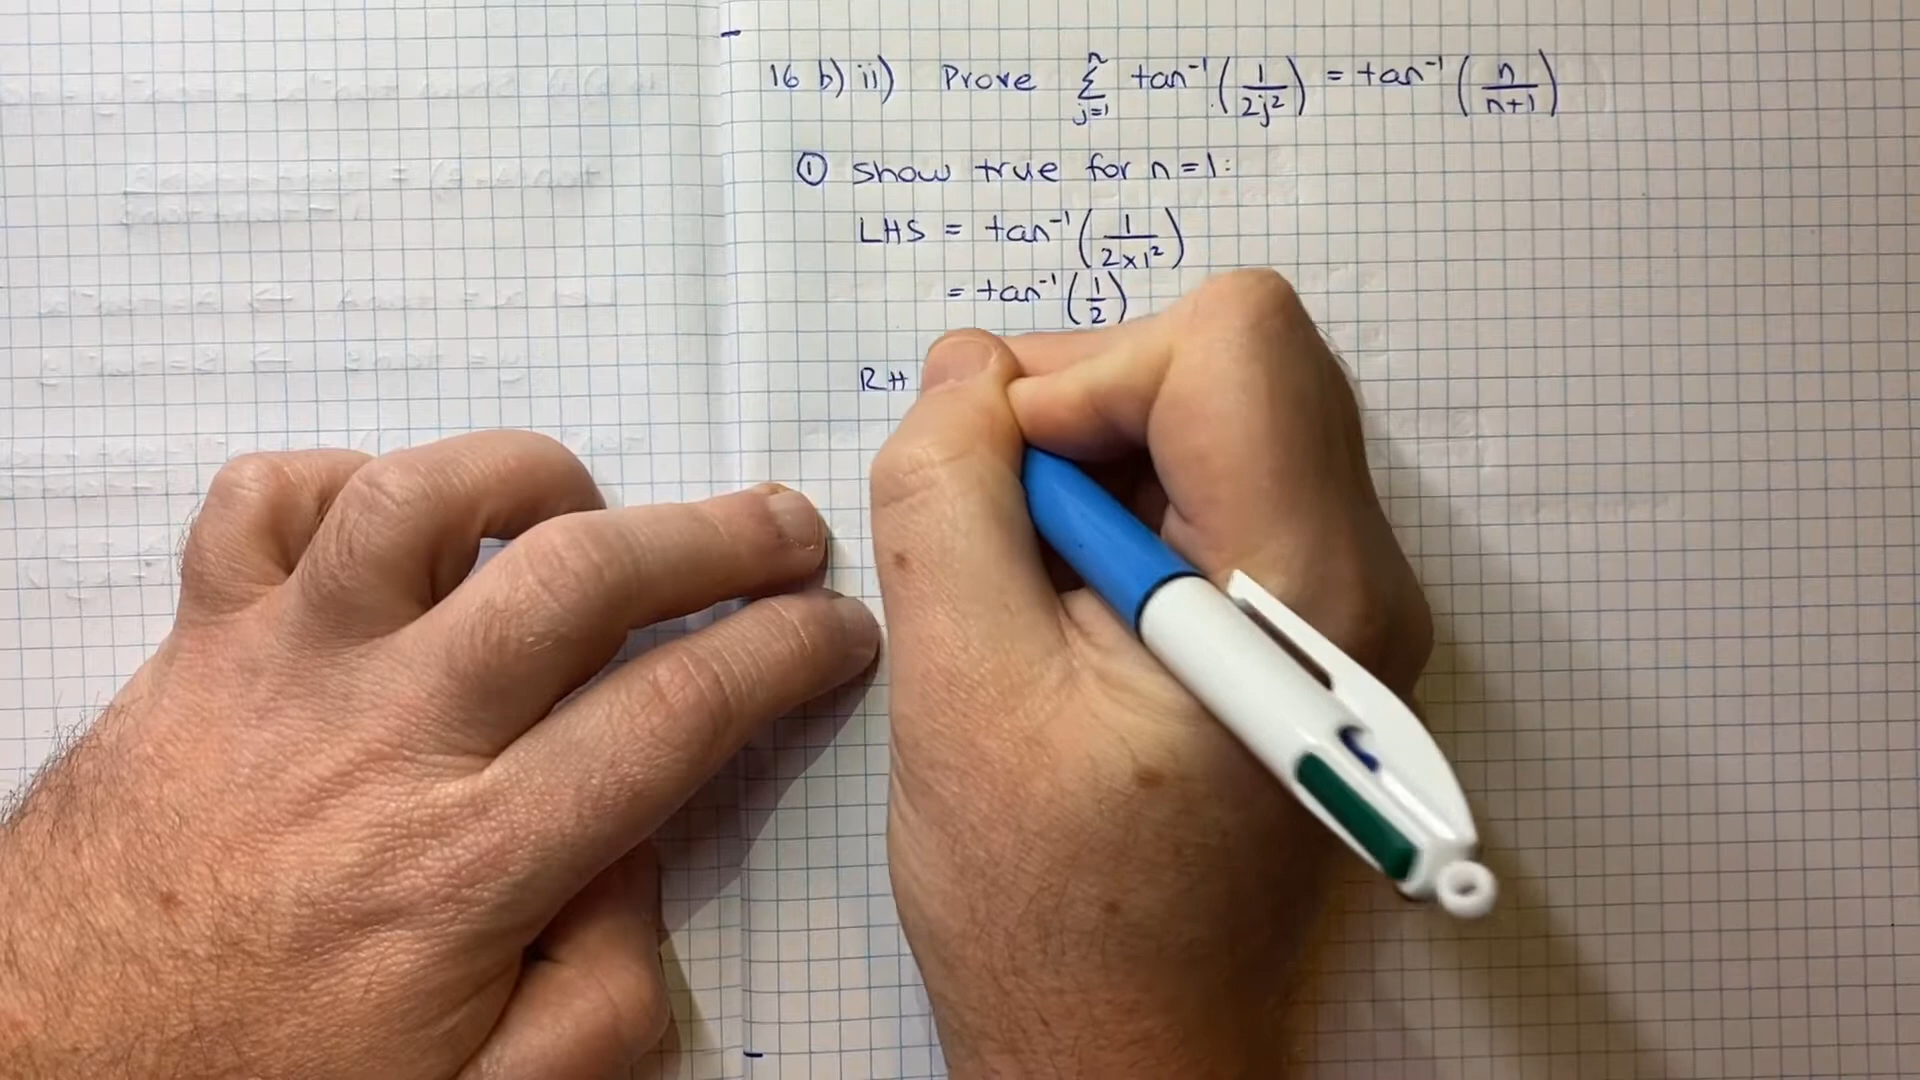 16 b) ii) Prove n Σ j=1 tan⁻¹ (1/2j²) = tan⁻¹ (n/n+1)
① show true for n=1:
LHS = tan⁻¹ (1/2×1²)
= tan⁻¹ (1/2)
RH